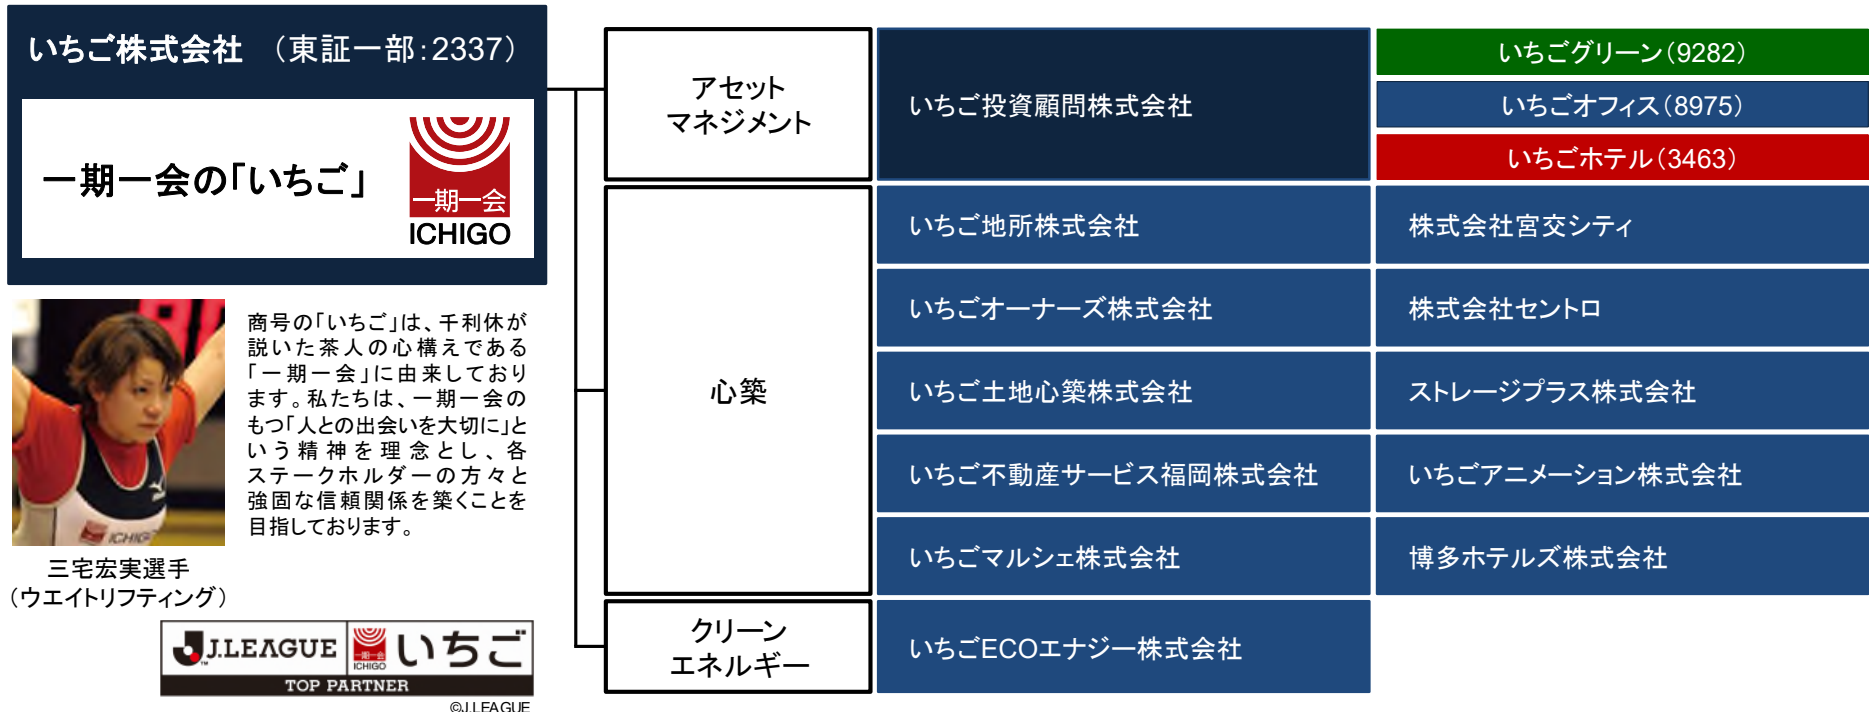 いちご株式会社 （東証一部：2337）
一期一会の「いちご」
一期一会
ICHIGO
商号の「いちご」は、千利休が
説いた茶人の心構えである
「一期一会」に由来しており
ます。私たちは、一期一会の
もつ「人との出会いを大切に」と
いう精神を理念とし、各
ステークホルダーの方々と
強固な信頼関係を築くことを
目指しております。
ICHIGO
三宅宏実選手
（ウエイトリフティング）
J.LEAGUE
TM
一期一会
ICHIGO
いちご
TOP PARTNER
©J.LEAGUE
アセット
マネジメント
いちご投資顧問株式会社
いちごグリーン（9282）
いちごオフィス（8975）
いちごホテル（3463）
心築
いちご地所株式会社
株式会社宮交シティ
いちごオーナーズ株式会社
株式会社セントロ
いちご土地心築株式会社
ストレージプラス株式会社
いちご不動産サービス福岡株式会社
いちごアニメーション株式会社
いちごマルシェ株式会社
博多ホテルズ株式会社
クリーン
エネルギー
いちごECOエナジー株式会社